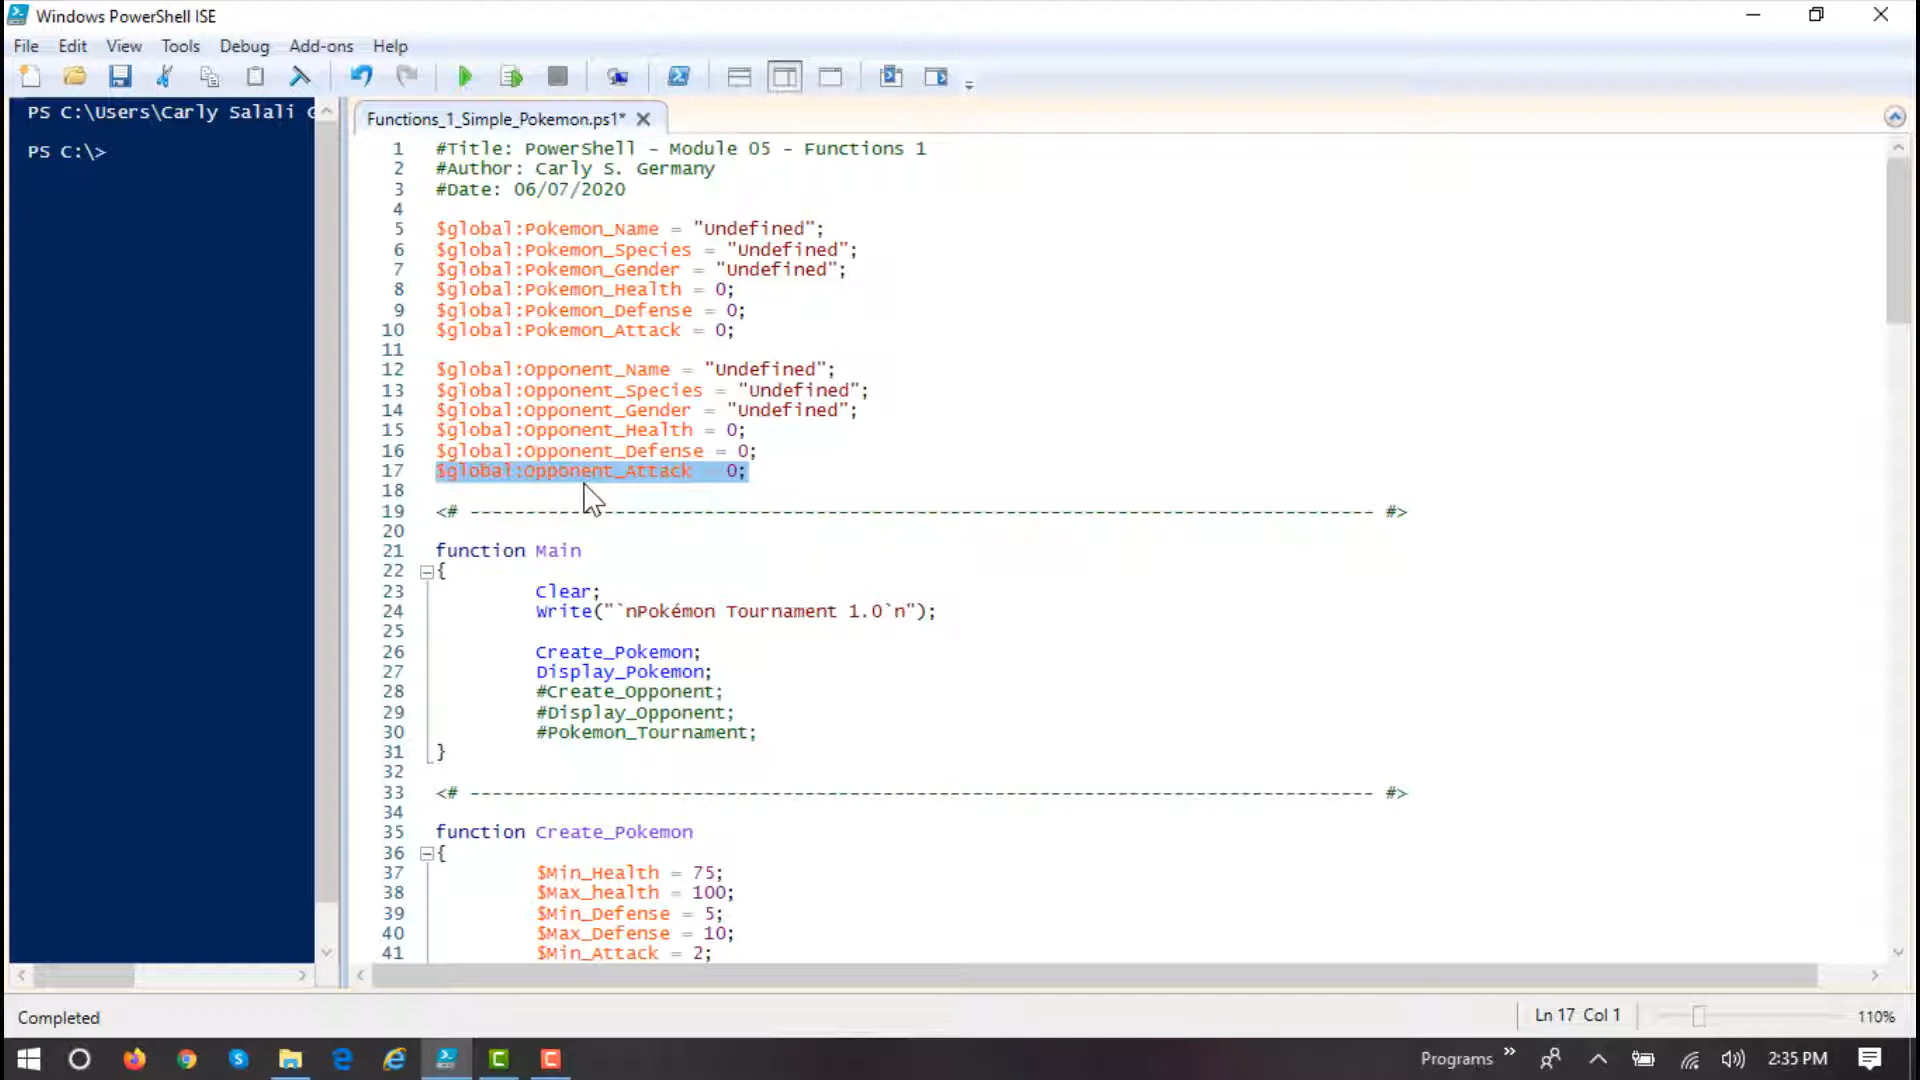 Windows PowerShell ISE
File Edit View Tools Debug Add-ons Help
PS C:\Users\Carly Salali
PS C:\>
Functions_1_Simple_Pokemon.ps1*
1 #Title: PowerShell - Module 05 - Functions 1
2 #Author: Carly S. Germany
3 #Date: 06/07/2020
4
5 $global:Pokemon_Name = "Undefined";
6 $global:Pokemon_Species = "Undefined";
7 $global:Pokemon_Gender = "Undefined";
8 $global:Pokemon_Health = 0;
9 $global:Pokemon_Defense = 0;
10 $global:Pokemon_Attack = 0;
11
12 $global:Opponent_Name = "Undefined";
13 $global:Opponent_Species = "Undefined";
14 $global:Opponent_Gender = "Undefined";
15 $global:Opponent_Health = 0;
16 $global:Opponent_Defense = 0;
17 $global:Opponent_Attack 0;
18
19 <# --------------------------------------------------------------------------------- #>
20
21 function Main
22 {
23 Clear;
24 Write("`nPokémon Tournament 1.0`n");
25
26 Create_Pokemon;
27 Display_Pokemon;
28 #Create_Opponent;
29 #Display_Opponent;
30 #Pokemon_Tournament;
31 }
32
33 <# --------------------------------------------------------------------------------- #>
34
35 function Create_Pokemon
36 {
37 $Min_Health = 75;
38 $Max_health = 100;
39 $Min_Defense = 5;
40 $Max_Defense = 10;
41 $Min_Attack = 2;
Completed
Ln 17 Col 1
110%
Programs
2:35 PM